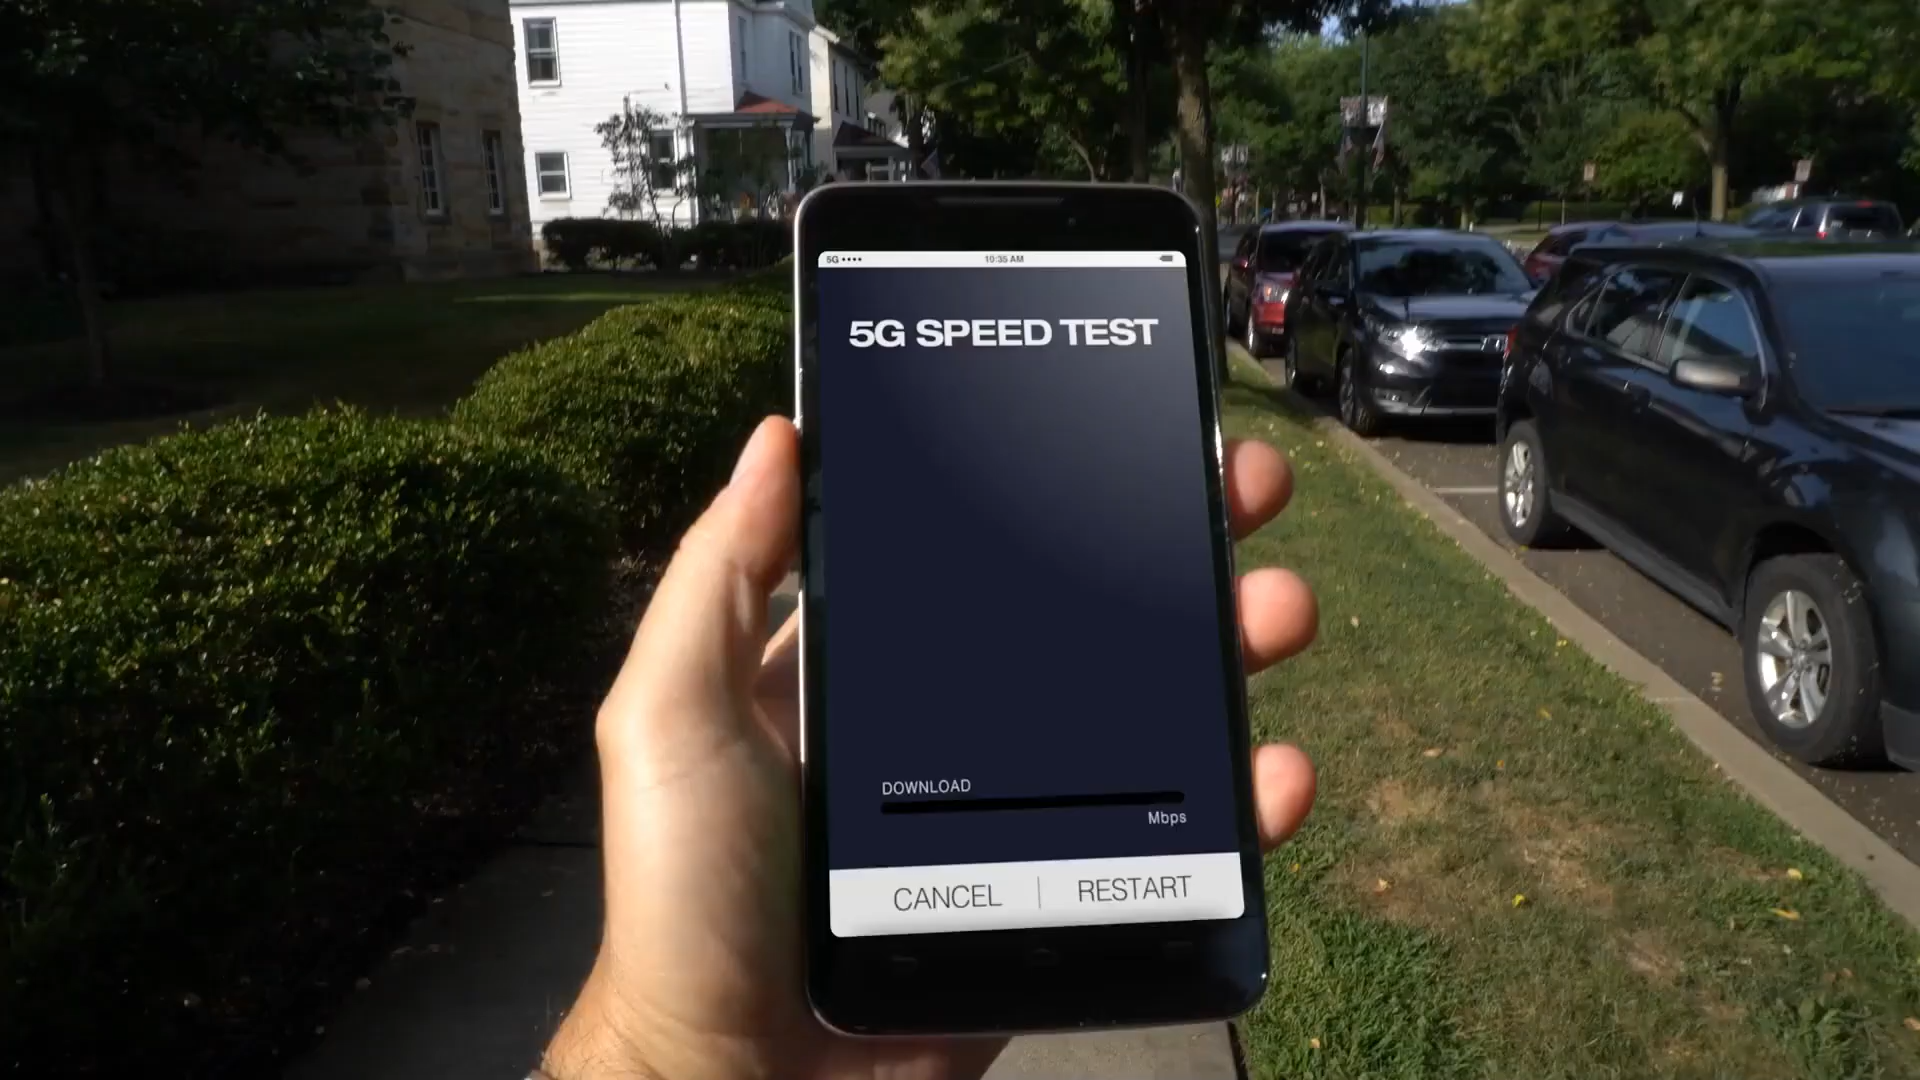 5G •••• 10:35 AM
5G SPEED TEST
DOWNLOAD
Mbps
CANCEL | RESTART